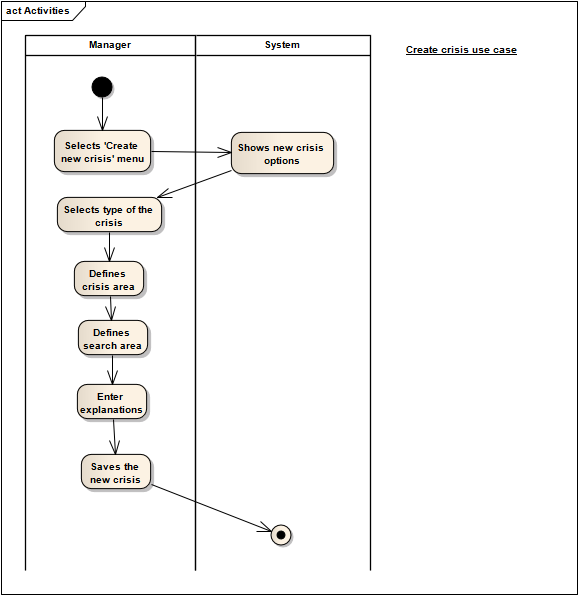 act Activities
Manager
System
Create crisis use case
Selects 'Create
new crisis' menu
Shows new crisis
options
Selects type of the
crisis
Defines
crisis area
Defines
search area
Enter
explanations
Saves the
new crisis